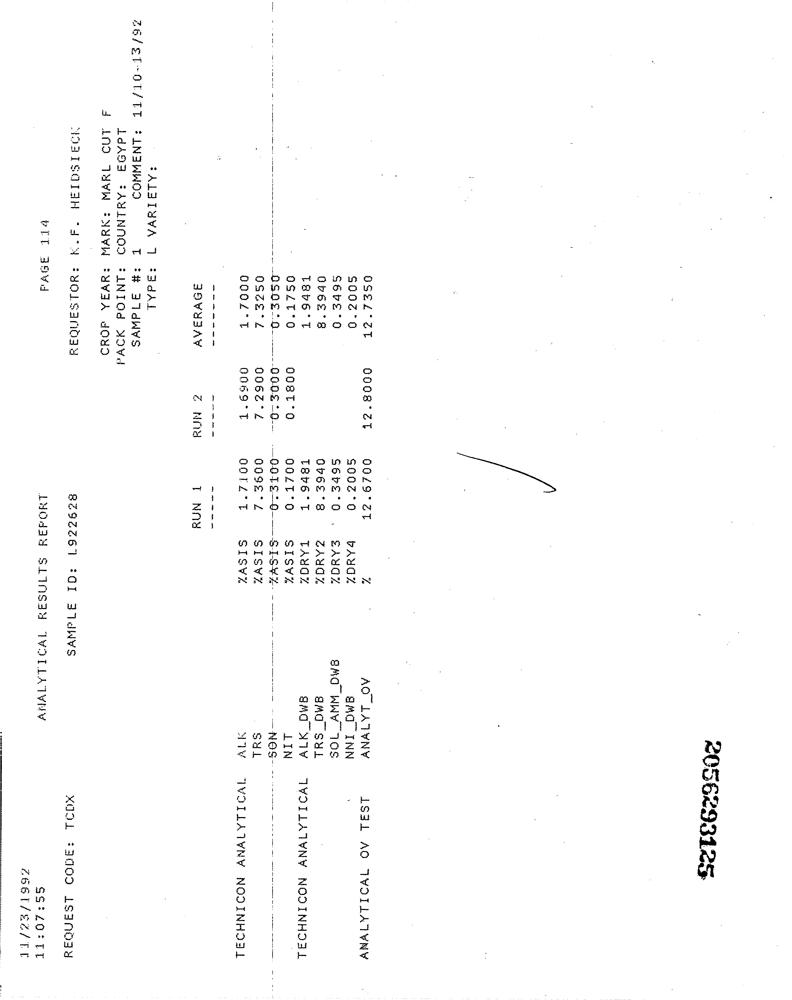 11/23/1992
11:07:55 ANALYTICAL RESULTS REPORT PAGE 114
REQUEST CODE: TCDX SAMPLE ID: L922628 REQUESTOR: K.F. HEIDSIECK
CROP YEAR: MARK: MARL CUT F
PACK POINT: COUNTRY: EGYPT
SAMPLE #: 1 COMMENT: 11/10-13/92
TYPE: L VARIETY:
RUN 1 RUN 2 AVERAGE
----- ----- -------
TECHNICON ANALYTICAL ALK %ASIS 1.7100 1.6900 1.7000
TRS %ASIS 7.3600 7.2900 7.3250
SON %ASIS 0.3100 0.3000 0.3050
NIT %ASIS 0.1700 0.1800 0.1750
TECHNICON ANALYTICAL ALK_DWB %DRY1 1.9481 1.9481
TRS_DWB %DRY2 8.3940 8.3940
SOL_AMM_DWB %DRY3 0.3495 0.3495
NNI_DWB %DRY4 0.2005 0.2005
ANALYTICAL OV TEST ANALYT_OV % 12.6700 12.8000 12.7350
2056293125